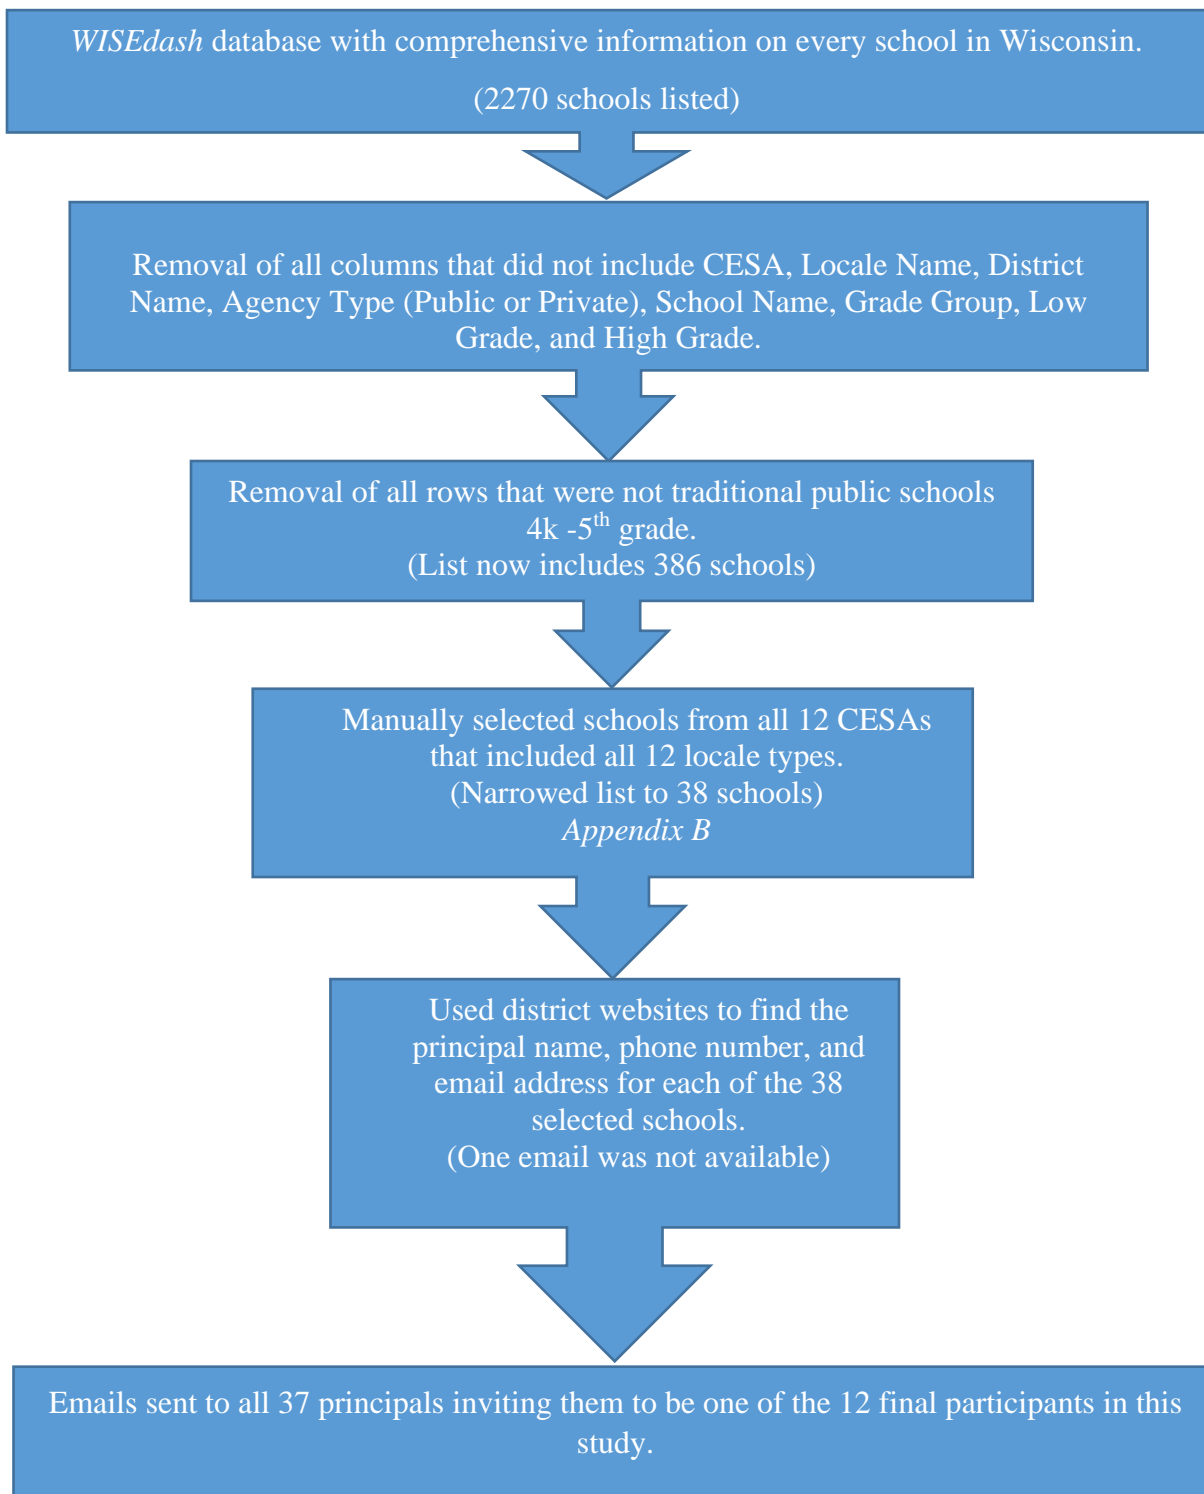 WISEdash database with comprehensive information on every school in Wisconsin.
(2270 schools listed)
Removal of all columns that did not include CESA, Locale Name, District
Name, Agency Type (Public or Private), School Name, Grade Group, Low
Grade, and High Grade.
Removal of all rows that were not traditional public schools
4k -5th grade.
(List now includes 386 schools)
Manually selected schools from all 12 CESAs
that included all 12 locale types.
(Narrowed list to 38 schools)
Appendix B
Used district websites to find the
principal name, phone number, and
email address for each of the 38
selected schools.
(One email was not available)
Emails sent to all 37 principals inviting them to be one of the 12 final participants in this
study.